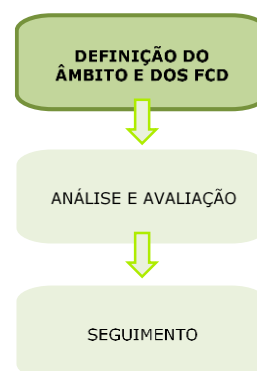 DEFINIÇÃO DO
ÂMBITO E DOS FCD
ANÁLISE E AVALIAÇÃO
SEGUIMENTO